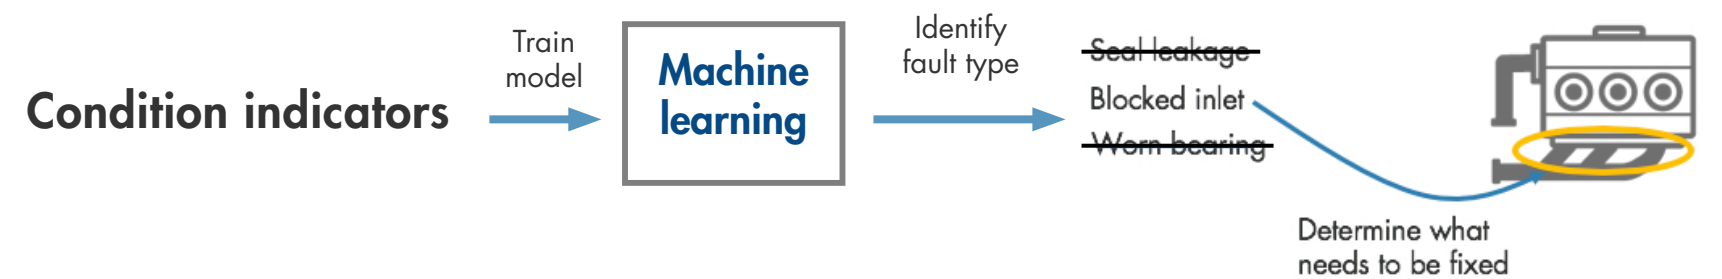 Condition indicators
Train
model
Machine
learning
Identify
fault type
Seal leakage
Blocked inlet
Worn bearing
Determine what
needs to be fixed